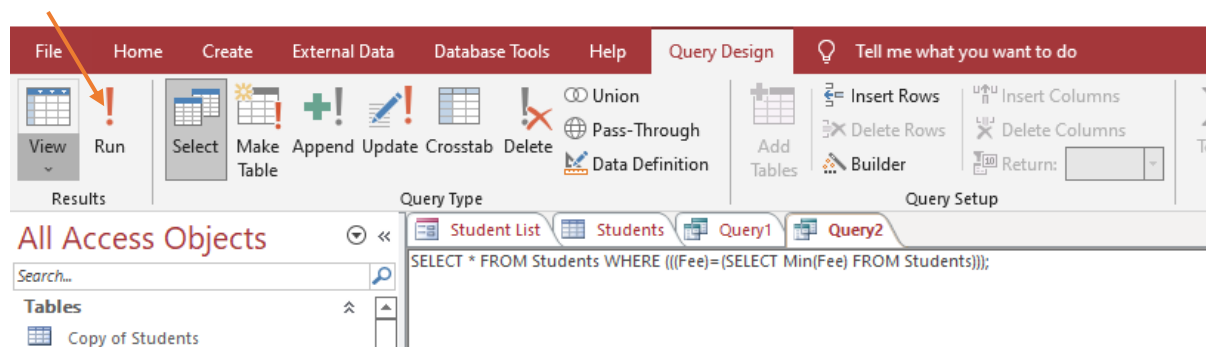 File Home Create External Data Database Tools Help Query Design Tell me what you want to do
View Run Select Make Table Append Update Crosstab Delete
Union
Pass-Through
Data Definition
Add Tables
Insert Rows
Delete Rows
Builder
Insert Columns
Delete Columns
Return:
Results Query Type Query Setup
All Access Objects
Student List Students Query1 Query2
Search...
SELECT * FROM Students WHERE (((Fee)=(SELECT Min(Fee) FROM Students)));
Tables
Copy of Students